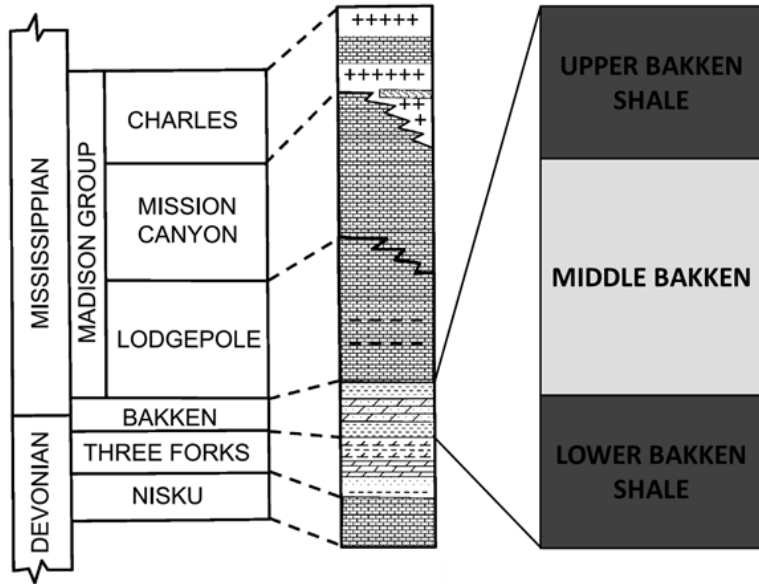 MISSISSIPPIAN
DEVONIAN
MADISON GROUP
CHARLES
MISSION
CANYON
LODGEPOLE
BAKKEN
THREE FORKS
NISKU
UPPER BAKKEN
SHALE
MIDDLE BAKKEN
LOWER BAKKEN
SHALE